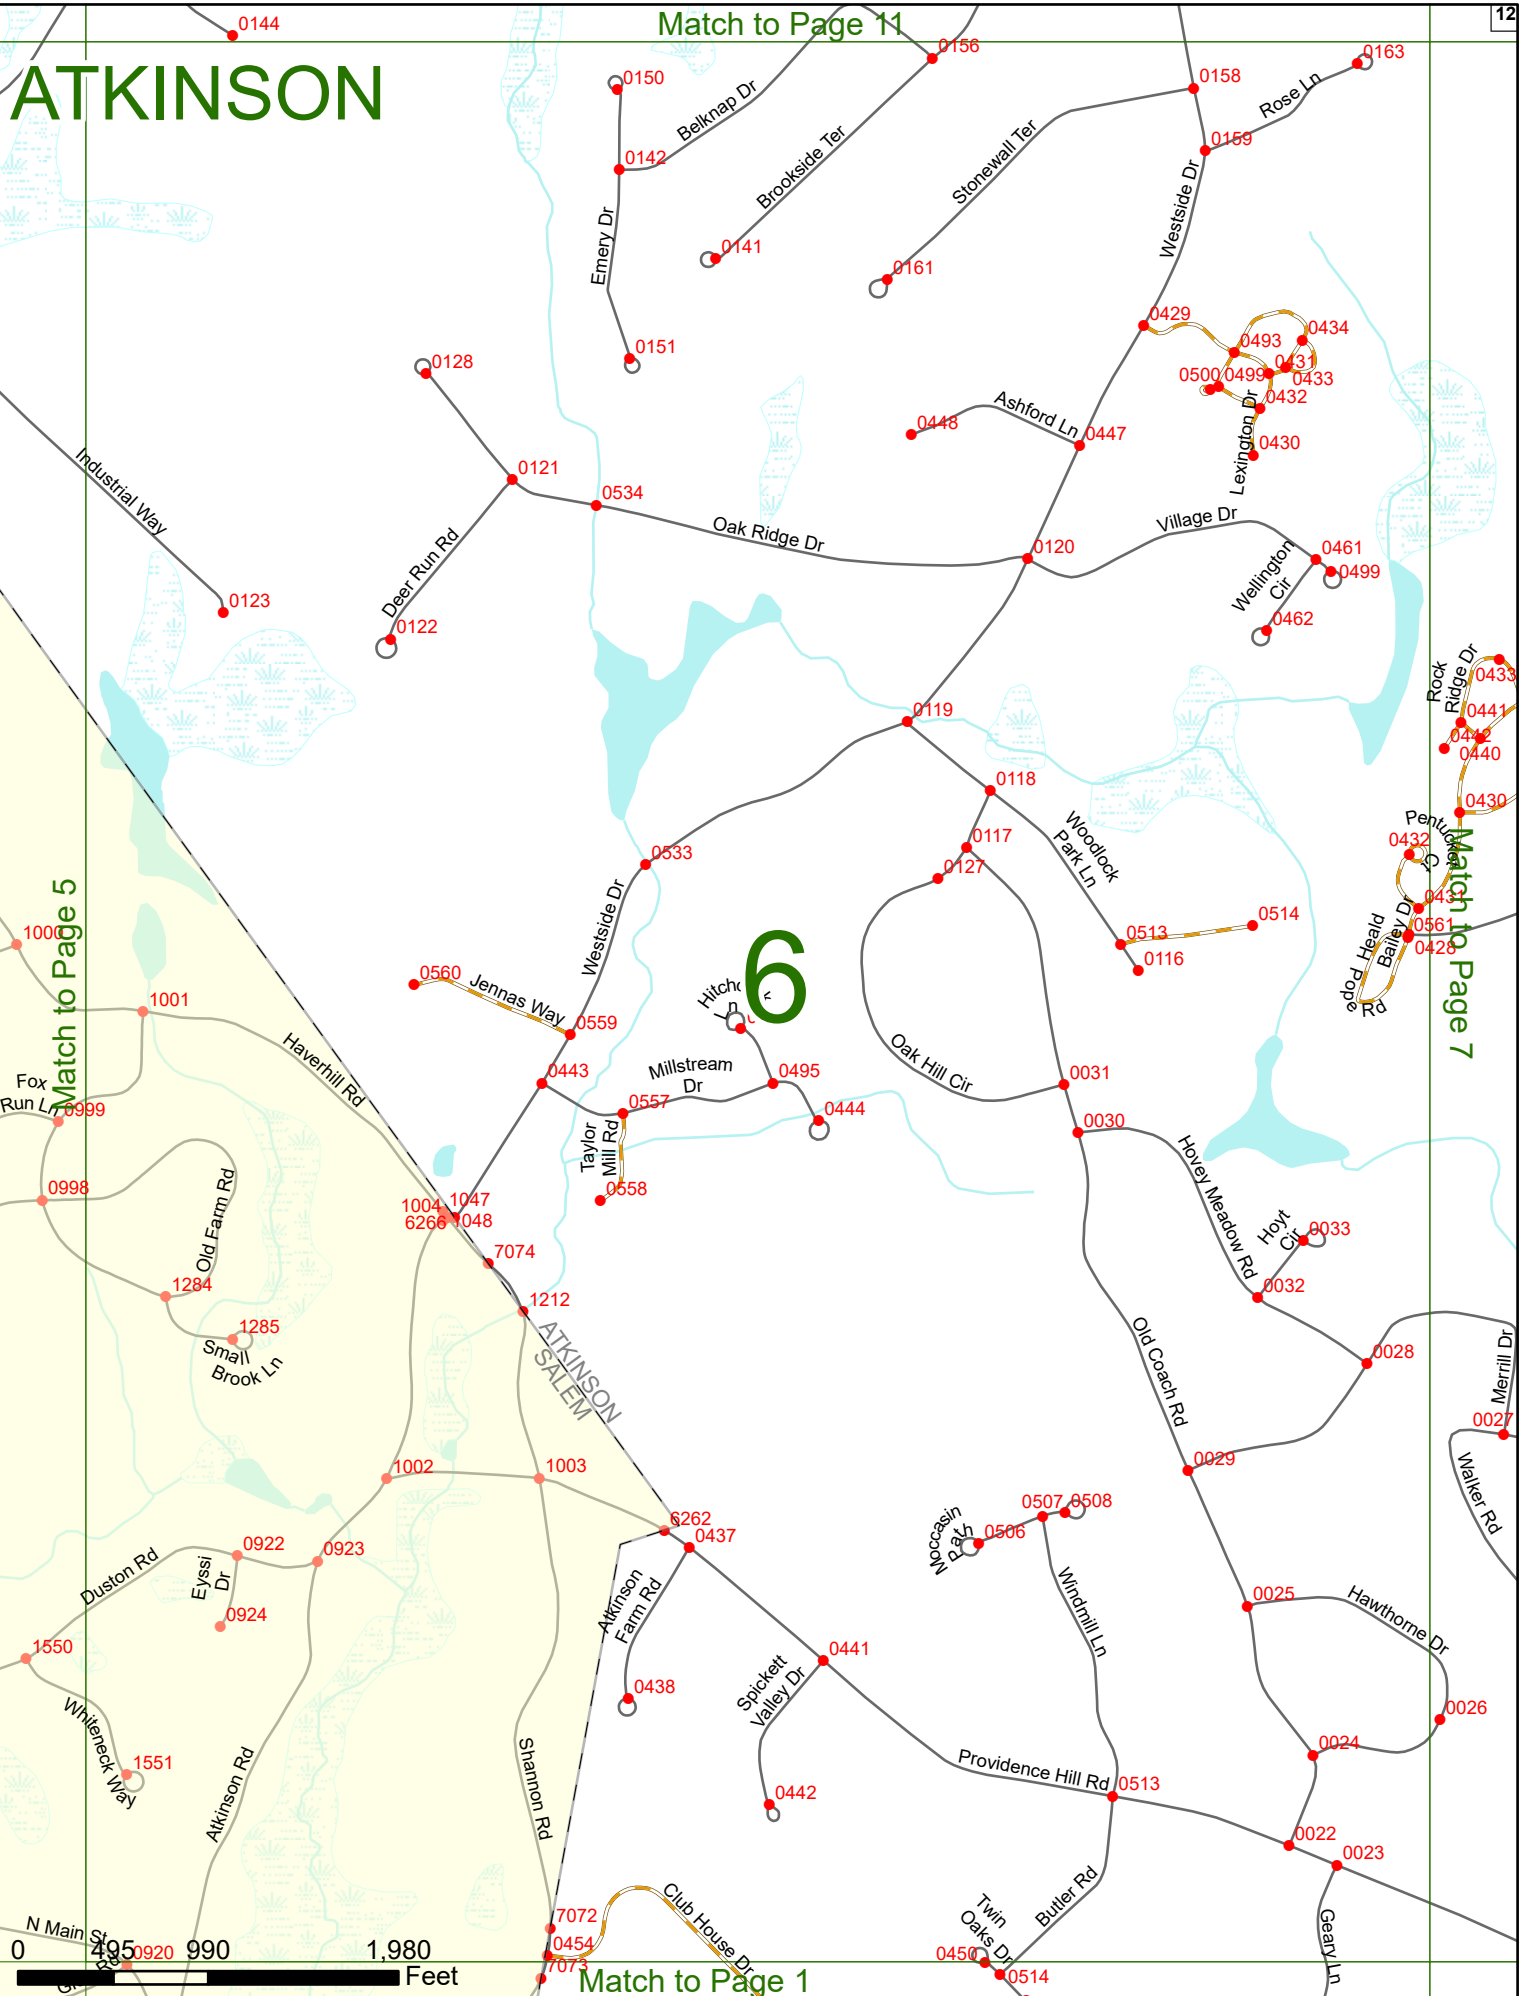 Match to Page 11
12
ATKINSON
0144
0150
0156
0158
0163
Belknap Dr
Rose Ln
0142
Brookside Ter
Stonewall Ter
0159
Emery Dr
0141
0161
Westside Dr
0151
0128
0429
0434
0493
0431
0433
0500
0499
0432
Lexington Dr
0430
0448
Ashford Ln
0447
Industrial Way
0121
0534
Oak Ridge Dr
Village Dr
0120
0461
0499
Wellington
Cir
0462
0123
Deer Run Rd
0122
Rock
Ridge Dr
0433
0441
0442
0440
0119
0118
0430
Pentucket
Cr
0432
0117
0127
Woodlock
Park Ln
0533
0431
0561
0428
Bailey Dr
Heald
Pope
Rd
Match to Page 7
Match to Page 5
1000
1001
Westside Dr
0513
0514
0116
6
0560
Jennas Way
0559
Haverhill Rd
0443
Millstream
Dr
0495
0444
0557
Oak Hill Cir
0031
0030
Fox
Run Ln
0999
Taylor
Mill Rd
0558
0998
Old Farm Rd
1004
1047
6266
1048
7074
Hovey Meadow Rd
Hoyt
Cir
0033
0032
1284
1285
Small
Brook Ln
1212
ATKINSON
SALEM
Old Coach Rd
0028
Merrill Dr
0027
Walker Rd
0029
1002
1003
6262
0437
Moccasin
Path
0506
0507
0508
Duston Rd
0922
Eyssi
Dr
0923
0924
1550
Atkinson
Farm Rd
0438
0441
Spickett
Valley Dr
0442
Windmill Ln
0025
Hawthorne Dr
0026
0024
Whiteneck Way
1551
Atkinson Rd
Shannon Rd
Providence Hill Rd
0513
0022
0023
7072
0454
7073
Club House Dr
Twin
Oaks Dr
0450
0514
Butler Rd
Geary Ln
N Main St
0920
0
495
990
1,980
Feet
Match to Page 1